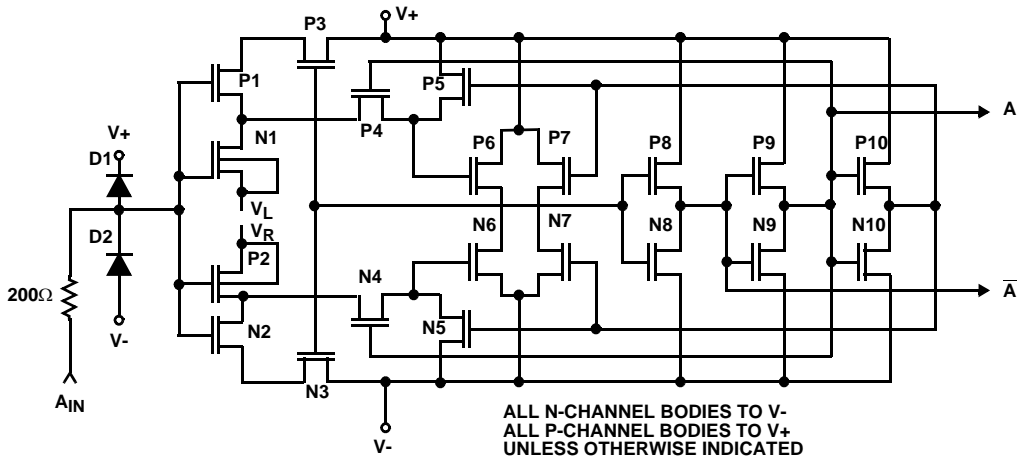 V+
P3
P1
P5
P4
A
V+
D1
N1
P6
P7
P8
P9
P10
VL
VR
D2
N6
N7
N8
N9
N10
P2
N4
200Ω
A̅
N2
N5
V-
N3
AIN
V-
ALL N-CHANNEL BODIES TO V-
ALL P-CHANNEL BODIES TO V+
UNLESS OTHERWISE INDICATED